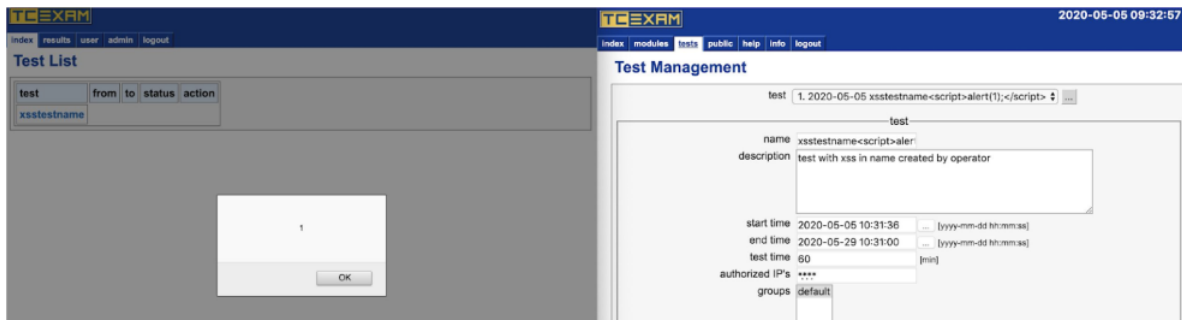 TCEXAM
index results user admin logout
Test List
test from to status action
xsstestname
1
OK
TCEXAM
2020-05-05 09:32:57
index modules tests public help info logout
Test Management
test 1. 2020-05-05 xsstestname<script>alert(1);</script> ...
test
name xsstestname<script>aler
description test with xss in name created by operator
start time 2020-05-05 10:31:36 ... [yyyy-mm-dd hh:mm:ss]
end time 2020-05-29 10:31:00 ... [yyyy-mm-dd hh:mm:ss]
test time 60 [min]
authorized IP's *.*.*.*
groups default